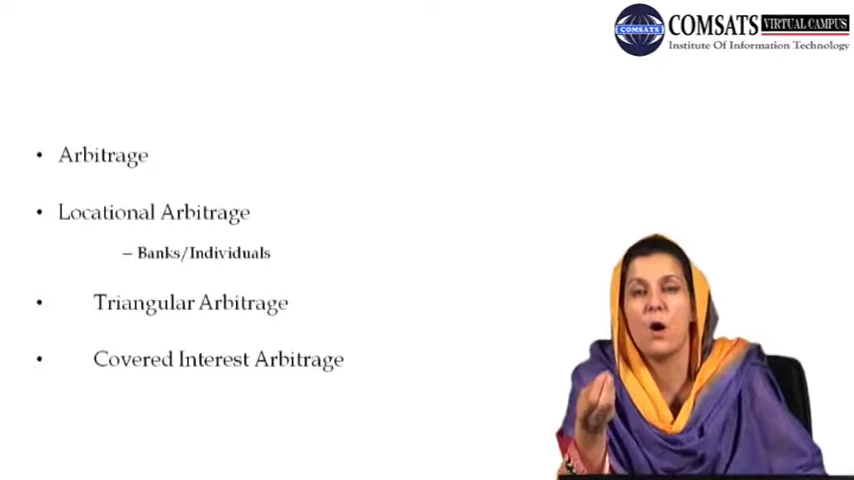 COMSATS VIRTUAL CAMPUS
Institute Of Information Technology
COMSATS
• Arbitrage
• Locational Arbitrage
– Banks/Individuals
• Triangular Arbitrage
• Covered Interest Arbitrage